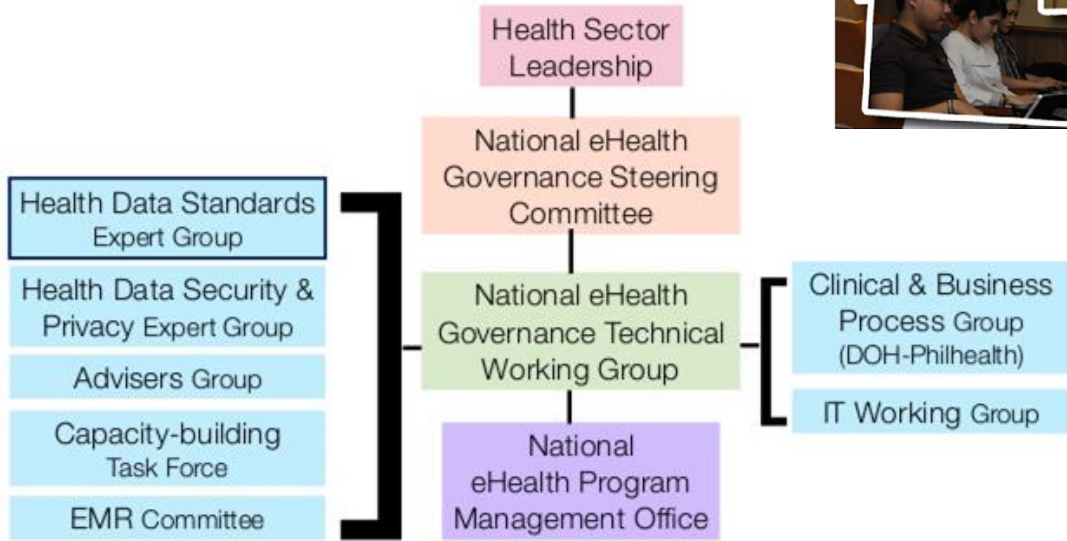 Health Sector
Leadership
National eHealth
Governance Steering
Committee
Health Data Standards
Expert Group
Health Data Security &
Privacy Expert Group
Advisers Group
Capacity-building
Task Force
EMR Committee
National eHealth
Governance Technical
Working Group
Clinical & Business
Process Group
(DOH-Philhealth)
IT Working Group
National
eHealth Program
Management Office